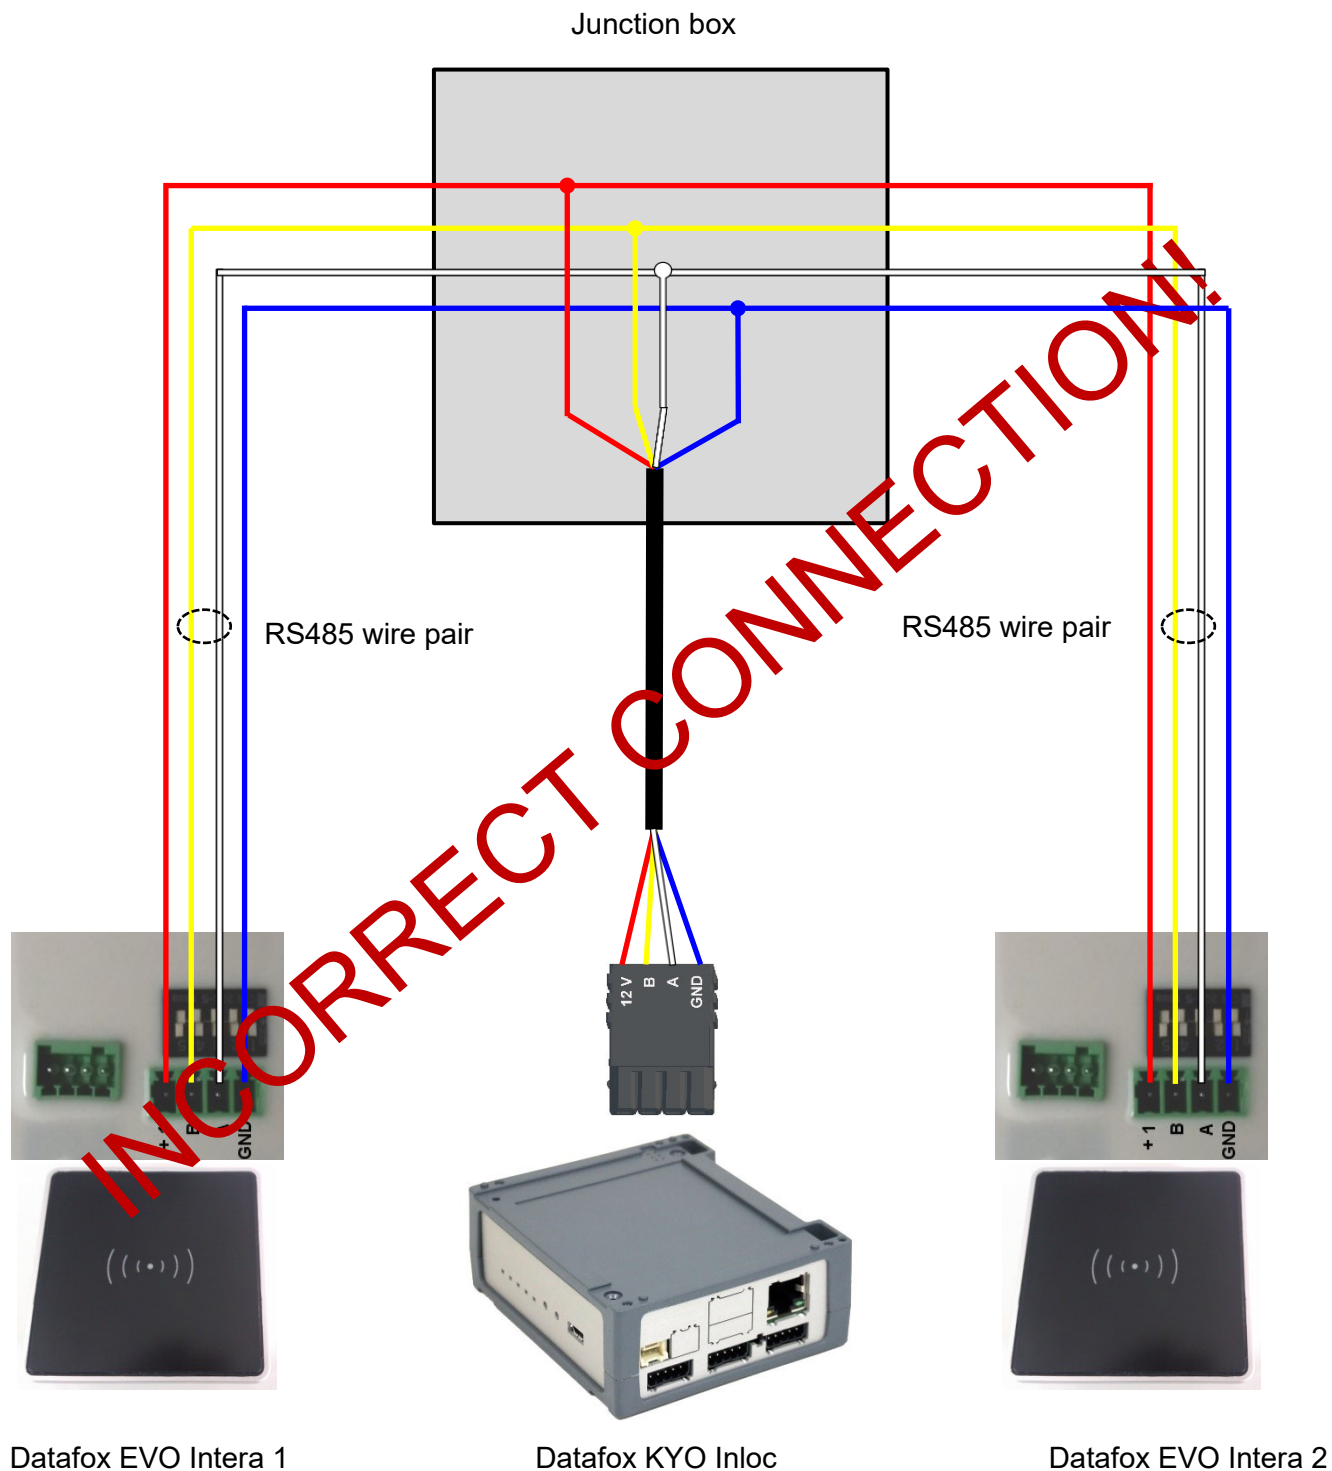 Junction box
INCORRECT CONNECTION!!
RS485 wire pair
RS485 wire pair
12 V
B
A
GND
+ 1
B
A
GND
+ 1
B
A
GND
Datafox EVO Intera 1
Datafox KYO Inloc
Datafox EVO Intera 2